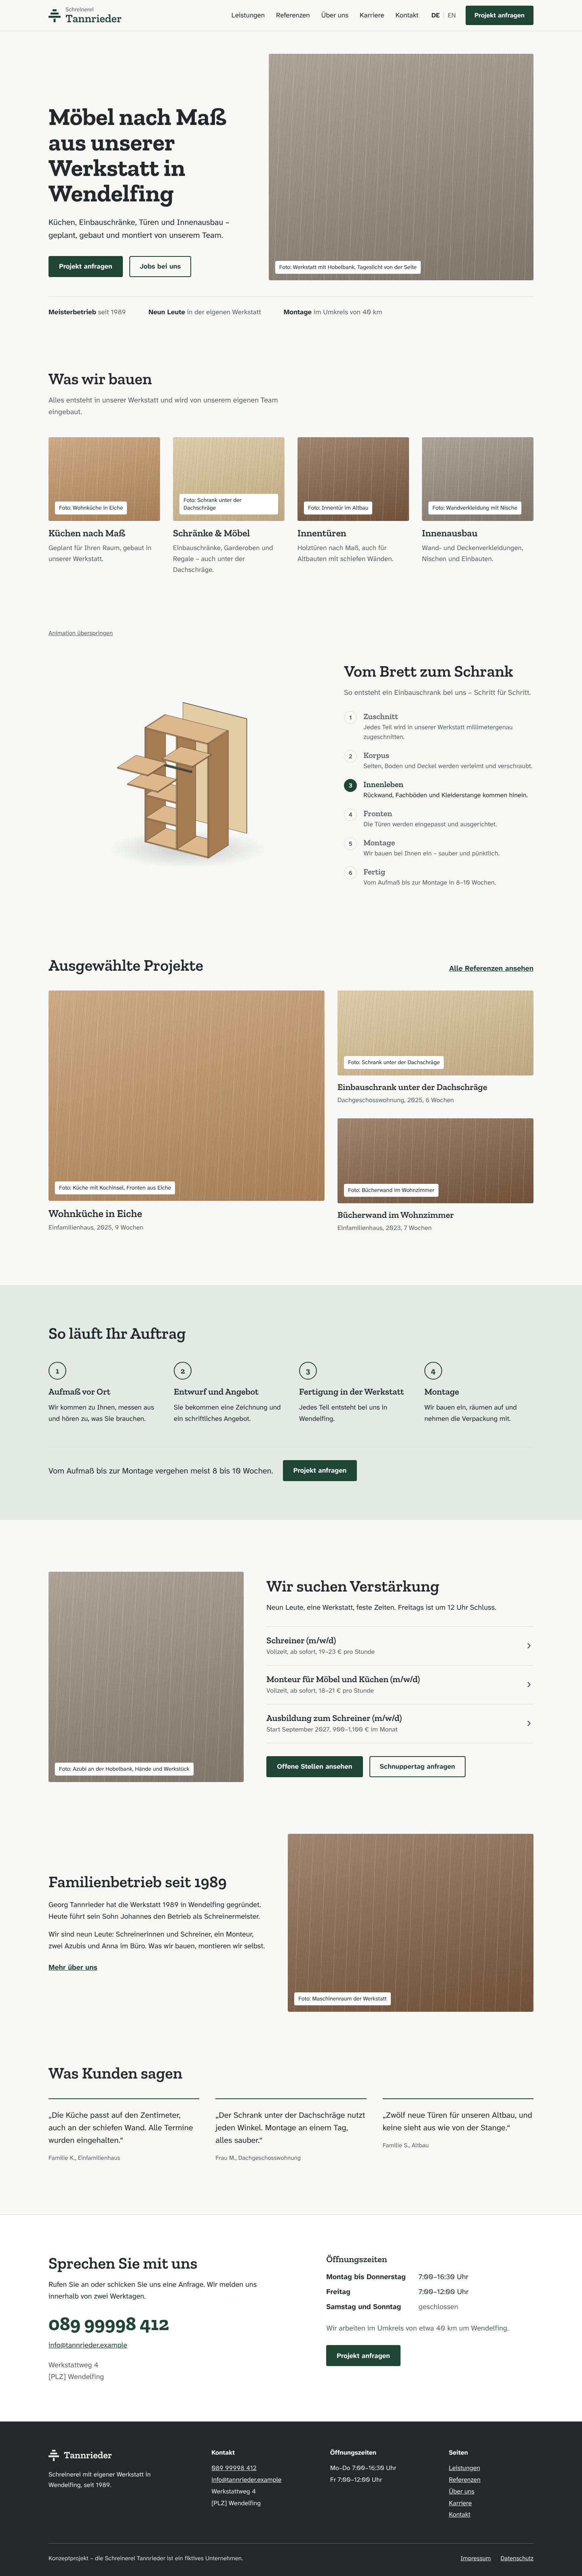 Schreinerei
Tannrieder
Leistungen
Referenzen
Über uns
Karriere
Kontakt
DE
EN
Projekt anfragen
Möbel nach Maß
aus unserer
Werkstatt in
Wendelfing
Küchen, Einbauschränke, Türen und Innenausbau –
geplant, gebaut und montiert von unserem Team.
Projekt anfragen
Jobs bei uns
Foto: Werkstatt mit Hobelbank, Tageslicht von der Seite
Meisterbetrieb seit 1989
Neun Leute in der eigenen Werkstatt
Montage im Umkreis von 40 km
Was wir bauen
Alles entsteht in unserer Werkstatt und wird von unserem eigenen Team
eingebaut.
Foto: Wohnküche in Eiche
Küchen nach Maß
Geplant für Ihren Raum, gebaut in
unserer Werkstatt.
Foto: Schrank unter der
Dachschräge
Schränke & Möbel
Einbauschränke, Garderoben und
Regale – auch unter der
Dachschräge.
Foto: Innentür im Altbau
Innentüren
Holztüren nach Maß, auch für
Altbauten mit schiefen Wänden.
Foto: Wandverkleidung mit Nische
Innenausbau
Wand- und Deckenverkleidungen,
Nischen und Einbauten.
Animation überspringen
Vom Brett zum Schrank
So entsteht ein Einbauschrank bei uns – Schritt für Schritt.
1
Zuschnitt
Jedes Teil wird in unserer Werkstatt millimetergenau
zugeschnitten.
2
Korpus
Seiten, Boden und Deckel werden verleimt und verschraubt.
3
Innenleben
Rückwand, Fachböden und Kleiderstange kommen hinein.
4
Fronten
Die Türen werden eingepasst und ausgerichtet.
5
Montage
Wir bauen bei Ihnen ein – sauber und pünktlich.
6
Fertig
Vom Aufmaß bis zur Montage in 8–10 Wochen.
Ausgewählte Projekte
Alle Referenzen ansehen
Foto: Küche mit Kochinsel, Fronten aus Eiche
Wohnküche in Eiche
Einfamilienhaus, 2025, 9 Wochen
Foto: Schrank unter der Dachschräge
Einbauschrank unter der Dachschräge
Dachgeschosswohnung, 2025, 6 Wochen
Foto: Bücherwand im Wohnzimmer
Bücherwand im Wohnzimmer
Einfamilienhaus, 2023, 7 Wochen
So läuft Ihr Auftrag
1
Aufmaß vor Ort
Wir kommen zu Ihnen, messen aus
und hören zu, was Sie brauchen.
2
Entwurf und Angebot
Sie bekommen eine Zeichnung und
ein schriftliches Angebot.
3
Fertigung in der Werkstatt
Jedes Teil entsteht bei uns in
Wendelfing.
4
Montage
Wir bauen ein, räumen auf und
nehmen die Verpackung mit.
Vom Aufmaß bis zur Montage vergehen meist 8 bis 10 Wochen.
Projekt anfragen
Foto: Azubi an der Hobelbank, Hände und Werkstück
Wir suchen Verstärkung
Neun Leute, eine Werkstatt, feste Zeiten. Freitags ist um 12 Uhr Schluss.
Schreiner (m/w/d)
Vollzeit, ab sofort, 19–23 € pro Stunde
Monteur für Möbel und Küchen (m/w/d)
Vollzeit, ab sofort, 18–21 € pro Stunde
Ausbildung zum Schreiner (m/w/d)
Start September 2027, 900–1.100 € im Monat
Offene Stellen ansehen
Schnuppertag anfragen
Familienbetrieb seit 1989
Georg Tannrieder hat die Werkstatt 1989 in Wendelfing gegründet.
Heute führt sein Sohn Johannes den Betrieb als Schreinermeister.
Wir sind neun Leute: Schreinerinnen und Schreiner, ein Monteur,
zwei Azubis und Anna im Büro. Was wir bauen, montieren wir selbst.
Mehr über uns
Foto: Maschinenraum der Werkstatt
Was Kunden sagen
„Die Küche passt auf den Zentimeter,
auch an der schiefen Wand. Alle Termine
wurden eingehalten.“
Familie K., Einfamilienhaus
„Der Schrank unter der Dachschräge nutzt
jeden Winkel. Montage an einem Tag,
alles sauber.“
Frau M., Dachgeschosswohnung
„Zwölf neue Türen für unseren Altbau, und
keine sieht aus wie von der Stange.“
Familie S., Altbau
Sprechen Sie mit uns
Rufen Sie an oder schicken Sie uns eine Anfrage. Wir melden uns
innerhalb von zwei Werktagen.
089 99998 412
info@tannrieder.example
Werkstattweg 4
[PLZ] Wendelfing
Öffnungszeiten
Montag bis Donnerstag 7:00–16:30 Uhr
Freitag 7:00–12:00 Uhr
Samstag und Sonntag geschlossen
Wir arbeiten im Umkreis von etwa 40 km um Wendelfing.
Projekt anfragen
Tannrieder
Schreinerei mit eigener Werkstatt in
Wendelfing, seit 1989.
Kontakt
089 99998 412
info@tannrieder.example
Werkstattweg 4
[PLZ] Wendelfing
Öffnungszeiten
Mo–Do 7:00–16:30 Uhr
Fr 7:00–12:00 Uhr
Seiten
Leistungen
Referenzen
Über uns
Karriere
Kontakt
Konzeptprojekt – die Schreinerei Tannrieder ist ein fiktives Unternehmen.
Impressum
Datenschutz